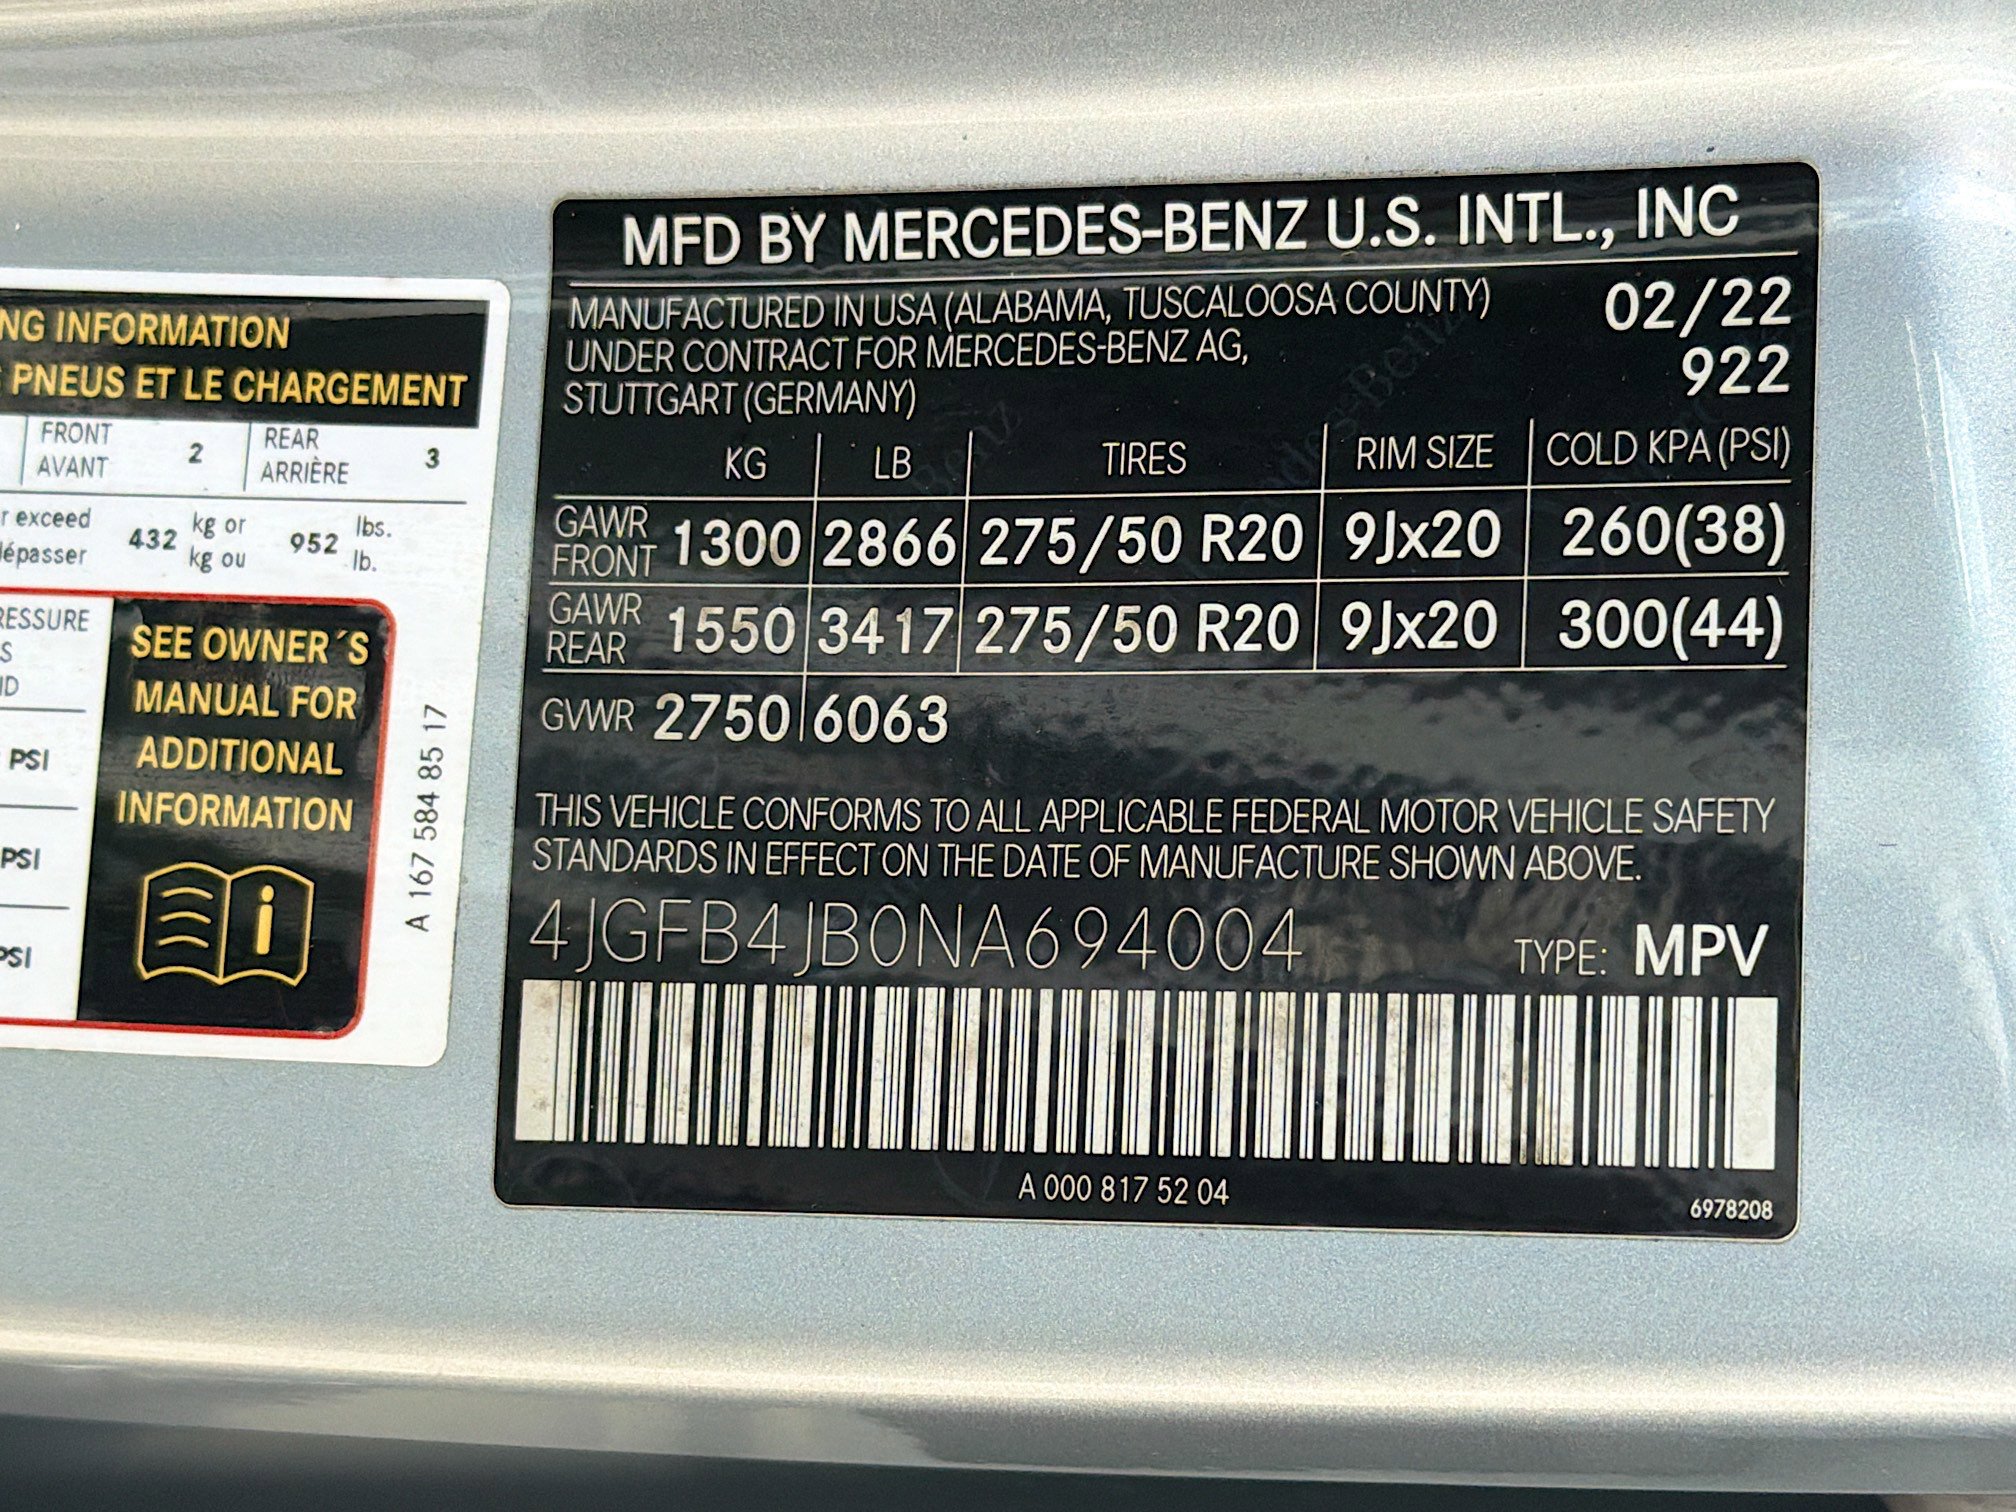 NG INFORMATION
PNEUS ET LE CHARGEMENT
FRONT
AVANT
2
REAR
ARRIÈRE
3
r exceed
dépasser
432
kg or
kg ou
952
lbs.
lb.
RESSURE
S
ID
PSI
PSI
PSI
SEE OWNER´S
MANUAL FOR
ADDITIONAL
INFORMATION
i
A 167 584 85 17
MFD BY MERCEDES-BENZ U.S. INTL., INC
MANUFACTURED IN USA (ALABAMA, TUSCALOOSA COUNTY)
UNDER CONTRACT FOR MERCEDES-BENZ AG,
STUTTGART (GERMANY)
02/22
922
KG LB TIRES RIM SIZE COLD KPA (PSI)
GAWR FRONT 1300 2866 275/50 R20 9Jx20 260(38)
GAWR REAR 1550 3417 275/50 R20 9Jx20 300(44)
GVWR 2750 6063
THIS VEHICLE CONFORMS TO ALL APPLICABLE FEDERAL MOTOR VEHICLE SAFETY
STANDARDS IN EFFECT ON THE DATE OF MANUFACTURE SHOWN ABOVE.
4JGFB4JB0NA694004 TYPE: MPV
A 000 817 52 04
6978208